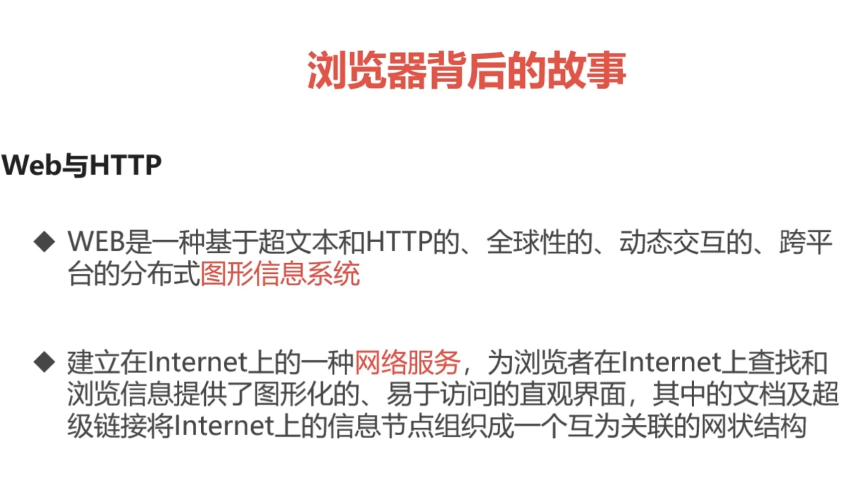 浏览器背后的故事
Web与HTTP
◆ WEB是一种基于超文本和HTTP的、全球性的、动态交互的、跨平
台的分布式图形信息系统
◆ 建立在Internet上的一种网络服务，为浏览者在Internet上查找和
浏览信息提供了图形化的、易于访问的直观界面，其中的文档及超
级链接将Internet上的信息节点组织成一个互为关联的网状结构